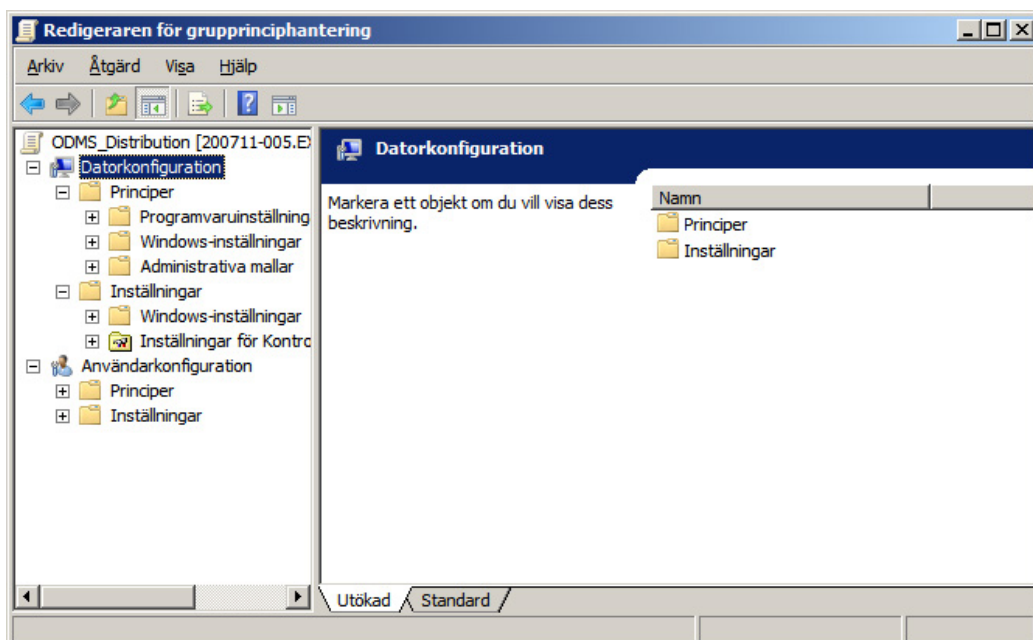 Redigeraren för grupprinciphantering
Arkiv Åtgärd Visa Hjälp
ODMS_Distribution [200711-005.E
Datorkonfiguration
Principer
Programvaruinställning
Windows-inställningar
Administrativa mallar
Inställningar
Windows-inställningar
Inställningar för Kontro
Användarkonfiguration
Principer
Inställningar
Datorkonfiguration
Markera ett objekt om du vill visa dess
beskrivning.
Namn
Principer
Inställningar
Utökad Standard